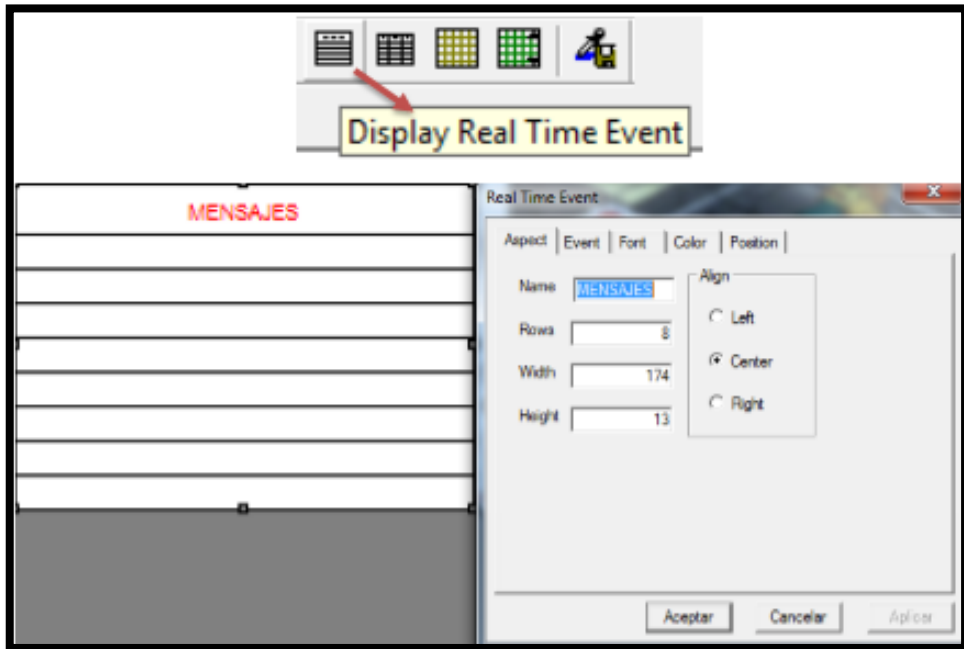 Display Real Time Event
MENSAJES
Real Time Event
Aspect Event Font Color Position
Name MENSAJES
Align
Left
Rows 8
Center
Width 174
Right
Height 13
Aceptar Cancelar Aplicar